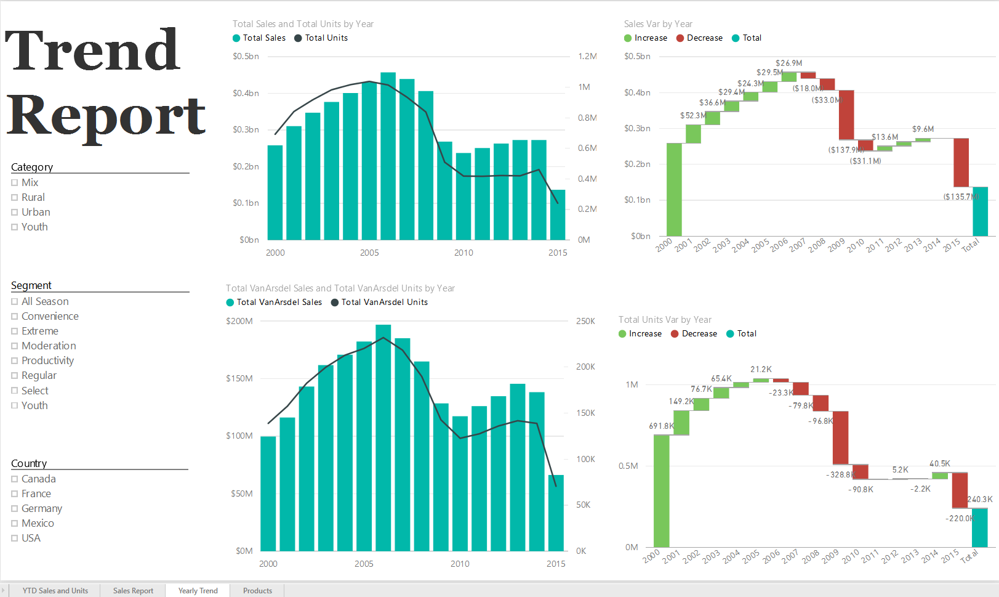 Trend
Report
Category
Mix
Rural
Urban
Youth
Segment
All Season
Convenience
Extreme
Moderation
Productivity
Regular
Select
Youth
Country
Canada
France
Germany
Mexico
USA
Total Sales and Total Units by Year
Total Sales Total Units
$0.5bn 1.2M
1M
$0.4bn
0.8M
$0.3bn
0.6M
$0.2bn
0.4M
$0.1bn
0.2M
$0bn 0M
2000 2005 2010 2015
Sales Var by Year
Increase Decrease Total
$0.5bn
$0.4bn
$0.3bn
$0.2bn
$0.1bn
$0bn
$52.3M
$36.6M
$29.4M
$24.3M
$29.5M
$26.9M
($18.0M)
($33.0M)
($137.9M)
($31.1M)
$13.6M
$9.6M
($135.7M)
2000 2001 2002 2003 2004 2005 2006 2007 2008 2009 2010 2011 2012 2013 2014 2015 Total
Total VanArsdel Sales and Total VanArsdel Units by Year
Total VanArsdel Sales Total VanArsdel Units
$200M 250K
200K
$150M
150K
$100M
100K
$50M
50K
$0M 0K
2000 2005 2010 2015
Total Units Var by Year
Increase Decrease Total
1M
0.5M
0M
691.8K
149.2K
76.7K
65.4K
21.2K
-23.3K
-79.8K
-96.8K
-328.8K
-90.8K
5.2K
-2.2K
40.5K
-220.0K
240.3K
2000 2001 2002 2003 2004 2005 2006 2007 2008 2009 2010 2011 2012 2013 2014 2015 Total
YTD Sales and Units Sales Report Yearly Trend Products